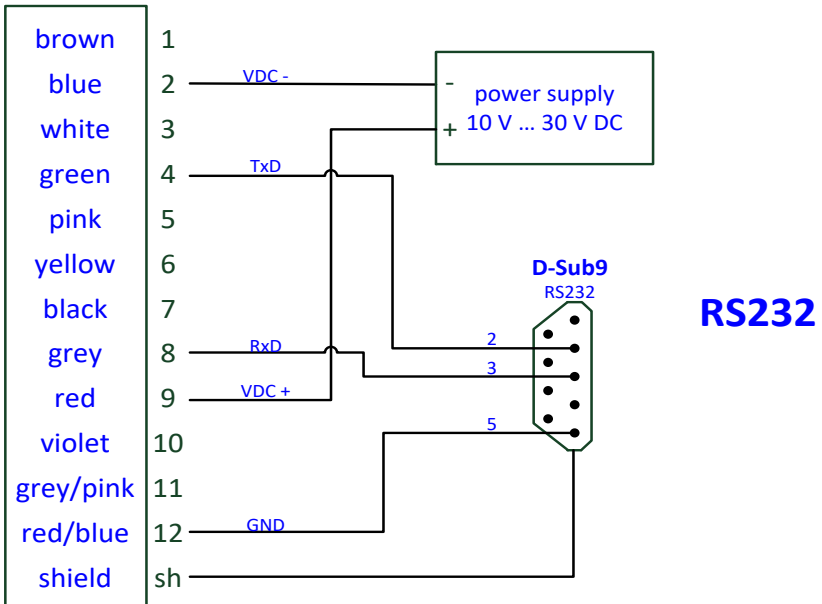 brown 1
blue 2 VDC -
white 3
green 4 TxD
pink 5
yellow 6
black 7
grey 8 RxD
red 9 VDC +
violet 10
grey/pink 11
red/blue 12 GND
shield sh
- power supply
+ 10 V ... 30 V DC
D-Sub9
RS232
2
3
5
RS232